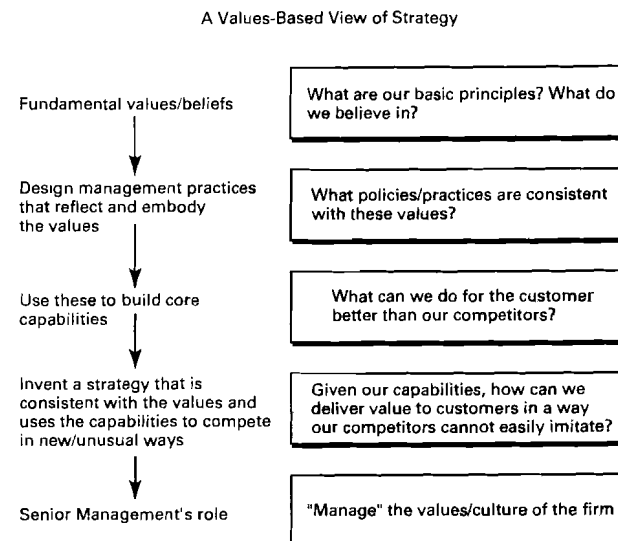 A Values-Based View of Strategy
Fundamental values/beliefs
What are our basic principles? What do
we believe in?
Design management practices
that reflect and embody
the values
What policies/practices are consistent
with these values?
Use these to build core
capabilities
What can we do for the customer
better than our competitors?
Invent a strategy that is
consistent with the values and
uses the capabilities to compete
in new/unusual ways
Given our capabilities, how can we
deliver value to customers in a way
our competitors cannot easily imitate?
Senior Management's role
"Manage" the values/culture of the firm